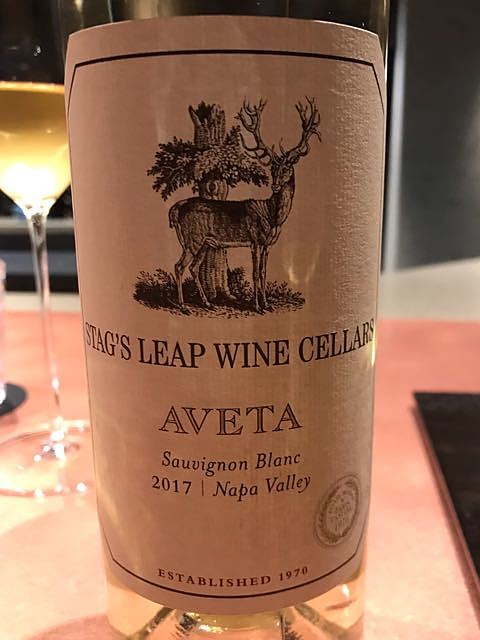 STAG'S LEAP WINE CELLARS
AVETA
Sauvignon Blanc
2017 | Napa Valley
ESTABLISHED 1970